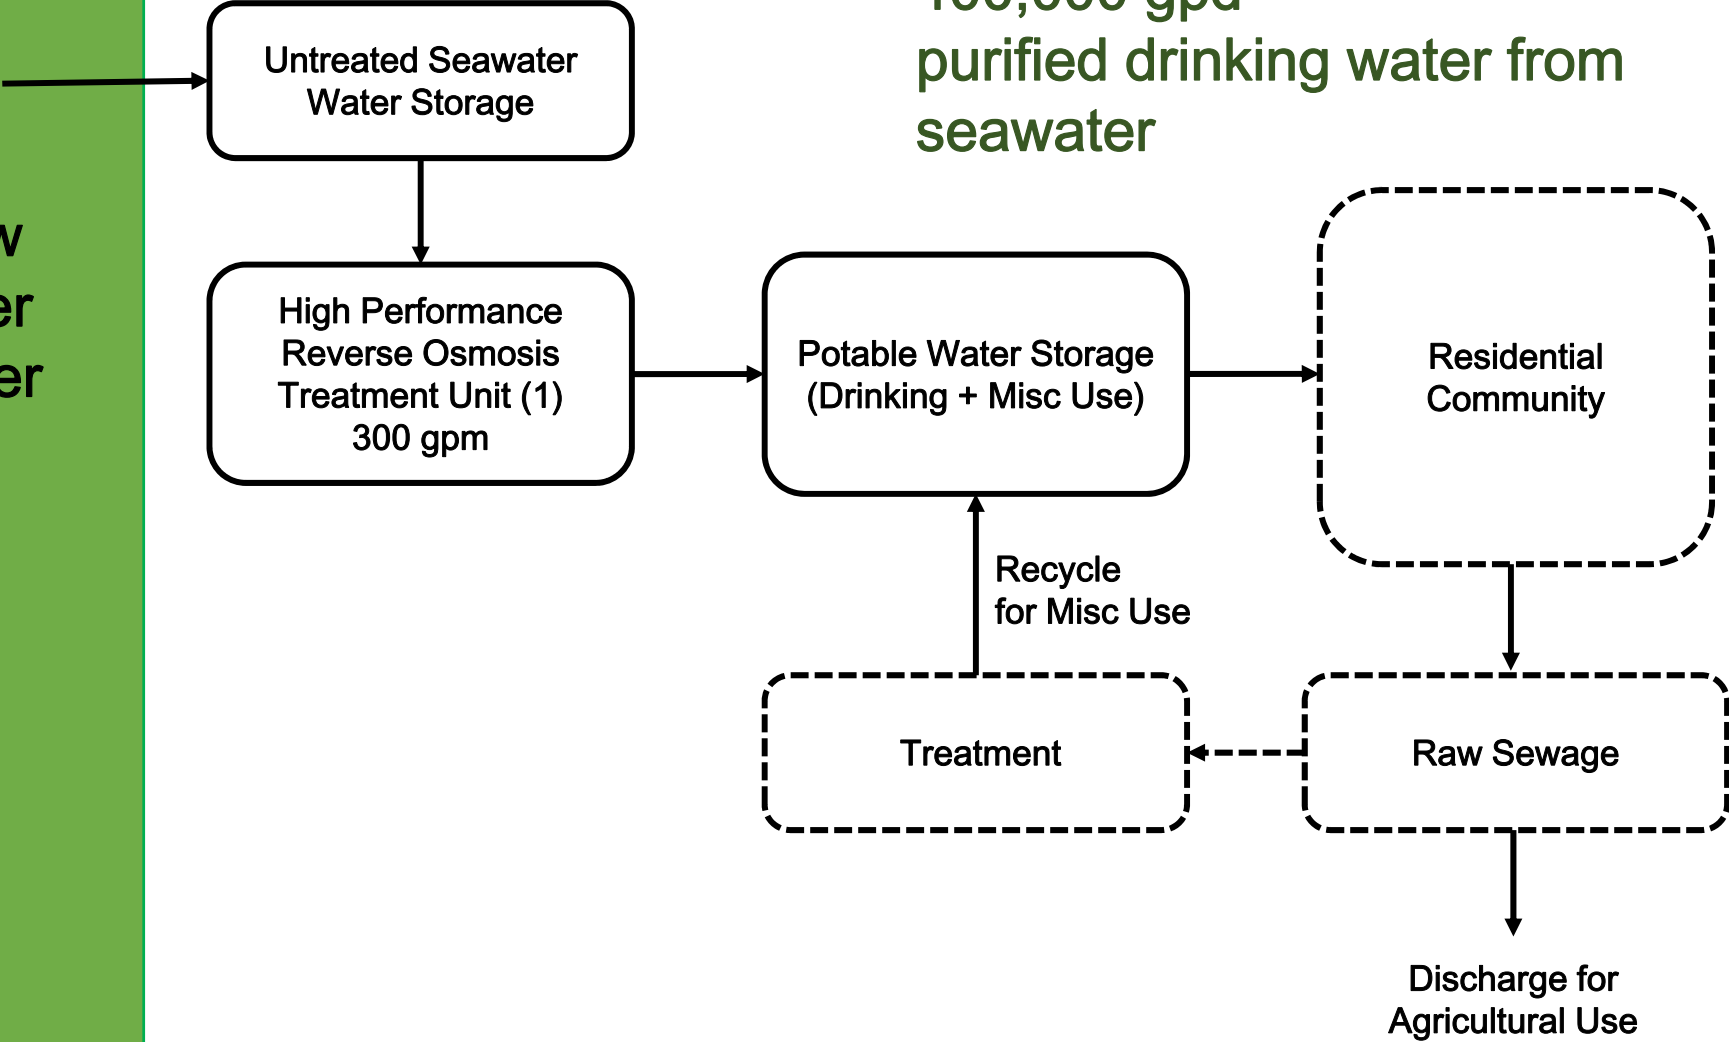 purified drinking water from
seawater
Untreated Seawater
Water Storage
High Performance
Reverse Osmosis
Treatment Unit (1)
300 gpm
Potable Water Storage
(Drinking + Misc Use)
Residential
Community
Recycle
for Misc Use
Treatment
Raw Sewage
Discharge for
Agricultural Use